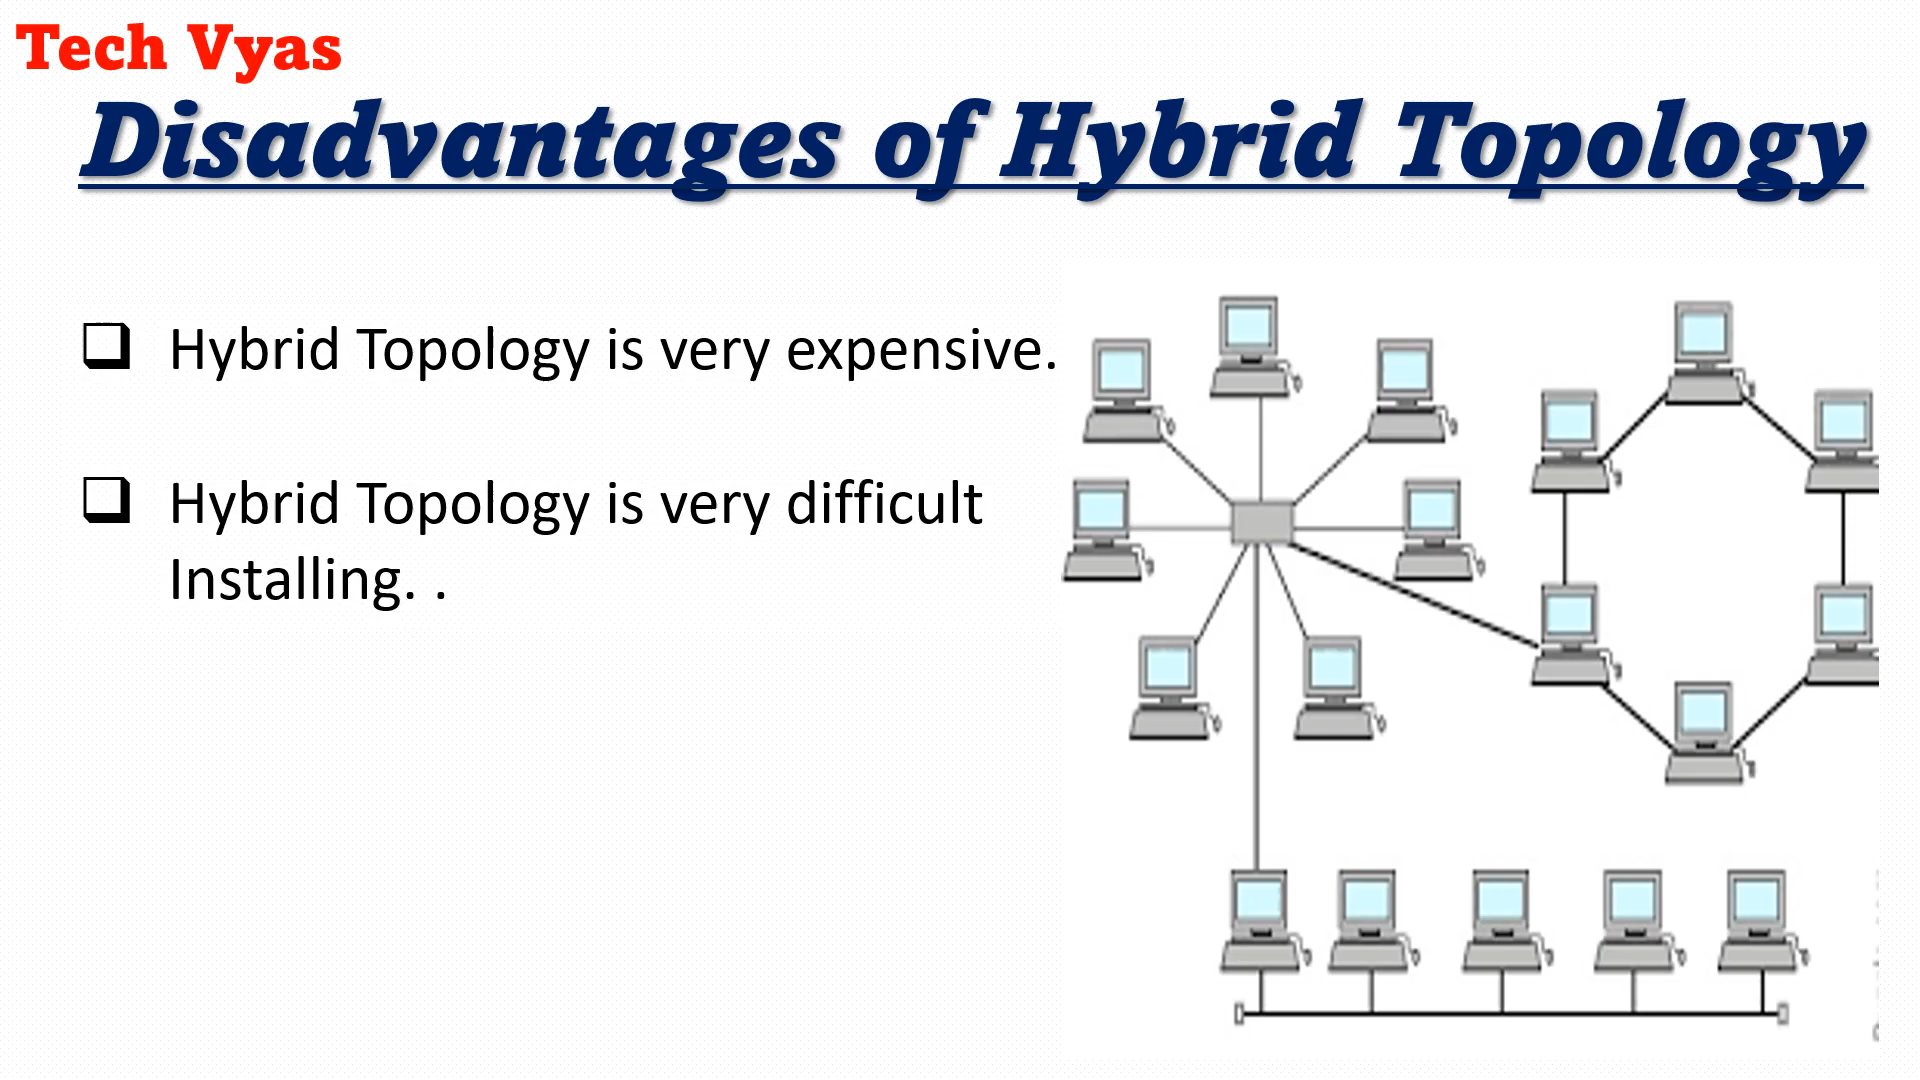 Tech Vyas
Disadvantages of Hybrid Topology
Hybrid Topology is very expensive.
Hybrid Topology is very difficult
Installing. .